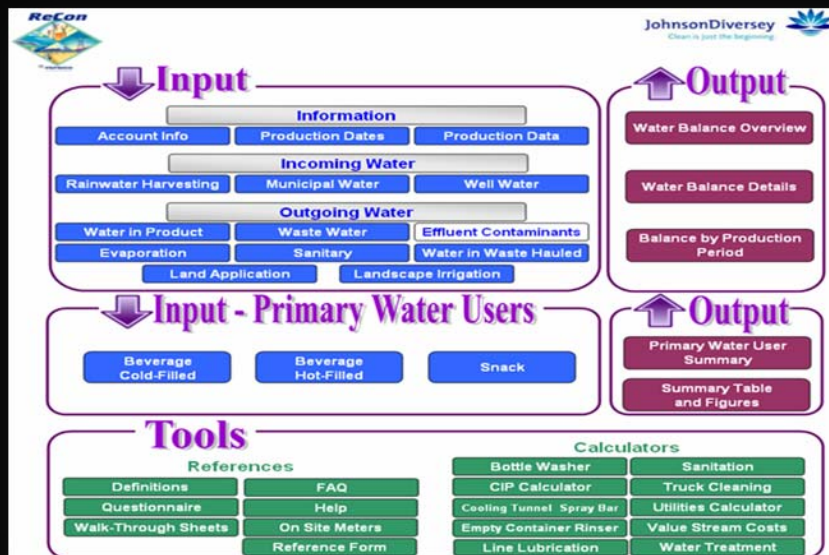 ReCon
JohnsonDiversey
Clean is just the beginning
Input
Information
Account Info
Production Dates
Production Data
Incoming Water
Rainwater Harvesting
Municipal Water
Well Water
Outgoing Water
Water in Product
Waste Water
Effluent Contaminants
Evaporation
Sanitary
Water in Waste Hauled
Land Application
Landscape Irrigation
Output
Water Balance Overview
Water Balance Details
Balance by Production
Period
Input - Primary Water Users
Beverage
Cold-Filled
Beverage
Hot-Filled
Snack
Output
Primary Water User
Summary
Summary Table
and Figures
Tools
References
Definitions
FAQ
Questionnaire
Help
Walk-Through Sheets
On Site Meters
Reference Form
Calculators
Bottle Washer
Sanitation
CIP Calculator
Truck Cleaning
Cooling Tunnel Spray Bar
Utilities Calculator
Empty Container Rinser
Value Stream Costs
Line Lubrication
Water Treatment